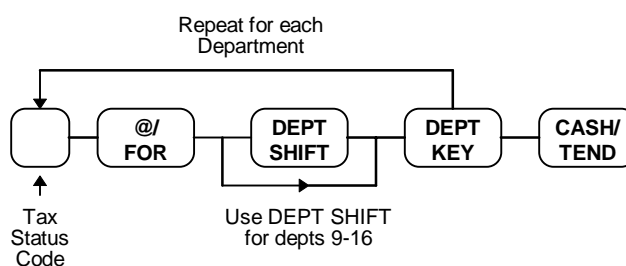 Repeat for each
Department
@/
FOR
DEPT
SHIFT
DEPT
KEY
CASH/
TEND
Tax
Status
Code
Use DEPT SHIFT
for depts 9-16